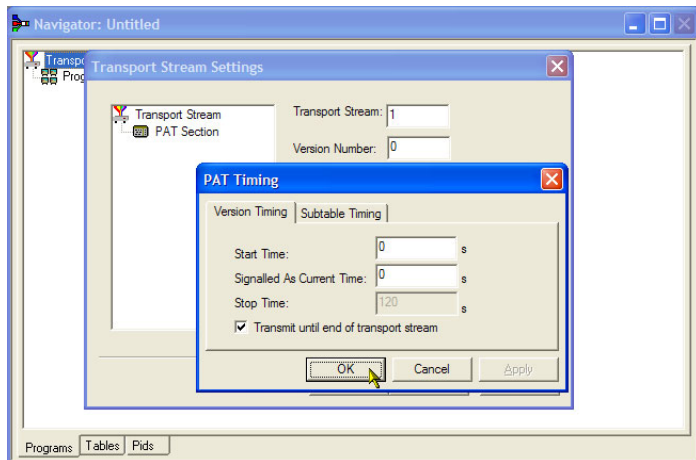 Navigator: Untitled
Transport Stream Settings
Transport Stream
PAT Section
Transport Stream: 1
Version Number: 0
PAT Timing
Version Timing Subtable Timing
Start Time: 0 s
Signalled As Current Time: 0 s
Stop Time: 120 s
Transmit until end of transport stream
OK Cancel Apply
Programs Tables Pids